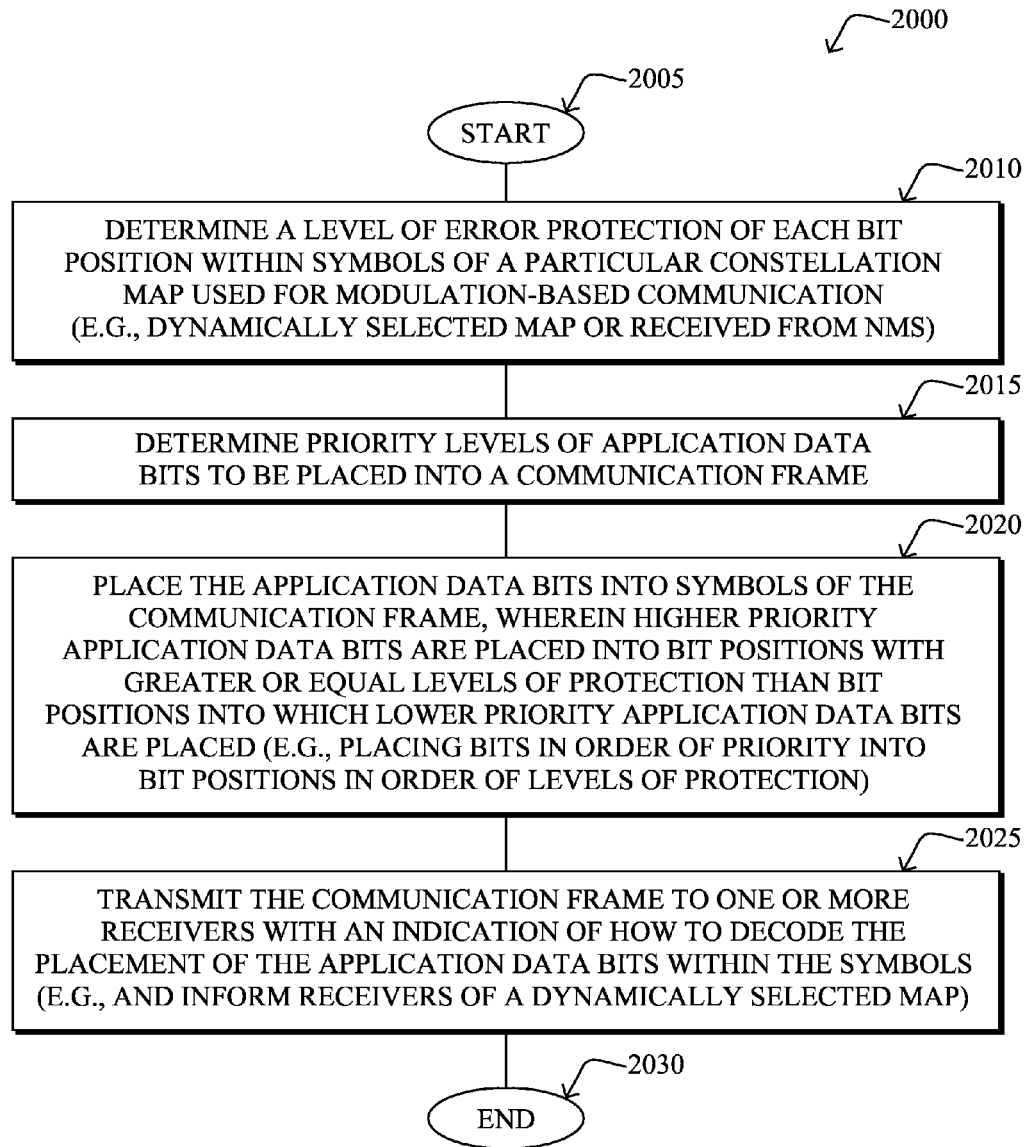 2000
2005
START
2010
DETERMINE A LEVEL OF ERROR PROTECTION OF EACH BIT
POSITION WITHIN SYMBOLS OF A PARTICULAR CONSTELLATION
MAP USED FOR MODULATION-BASED COMMUNICATION
(E.G., DYNAMICALLY SELECTED MAP OR RECEIVED FROM NMS)
2015
DETERMINE PRIORITY LEVELS OF APPLICATION DATA
BITS TO BE PLACED INTO A COMMUNICATION FRAME
2020
PLACE THE APPLICATION DATA BITS INTO SYMBOLS OF THE
COMMUNICATION FRAME, WHEREIN HIGHER PRIORITY
APPLICATION DATA BITS ARE PLACED INTO BIT POSITIONS WITH
GREATER OR EQUAL LEVELS OF PROTECTION THAN BIT
POSITIONS INTO WHICH LOWER PRIORITY APPLICATION DATA BITS
ARE PLACED (E.G., PLACING BITS IN ORDER OF PRIORITY INTO
BIT POSITIONS IN ORDER OF LEVELS OF PROTECTION)
2025
TRANSMIT THE COMMUNICATION FRAME TO ONE OR MORE
RECEIVERS WITH AN INDICATION OF HOW TO DECODE THE
PLACEMENT OF THE APPLICATION DATA BITS WITHIN THE SYMBOLS
(E.G., AND INFORM RECEIVERS OF A DYNAMICALLY SELECTED MAP)
2030
END